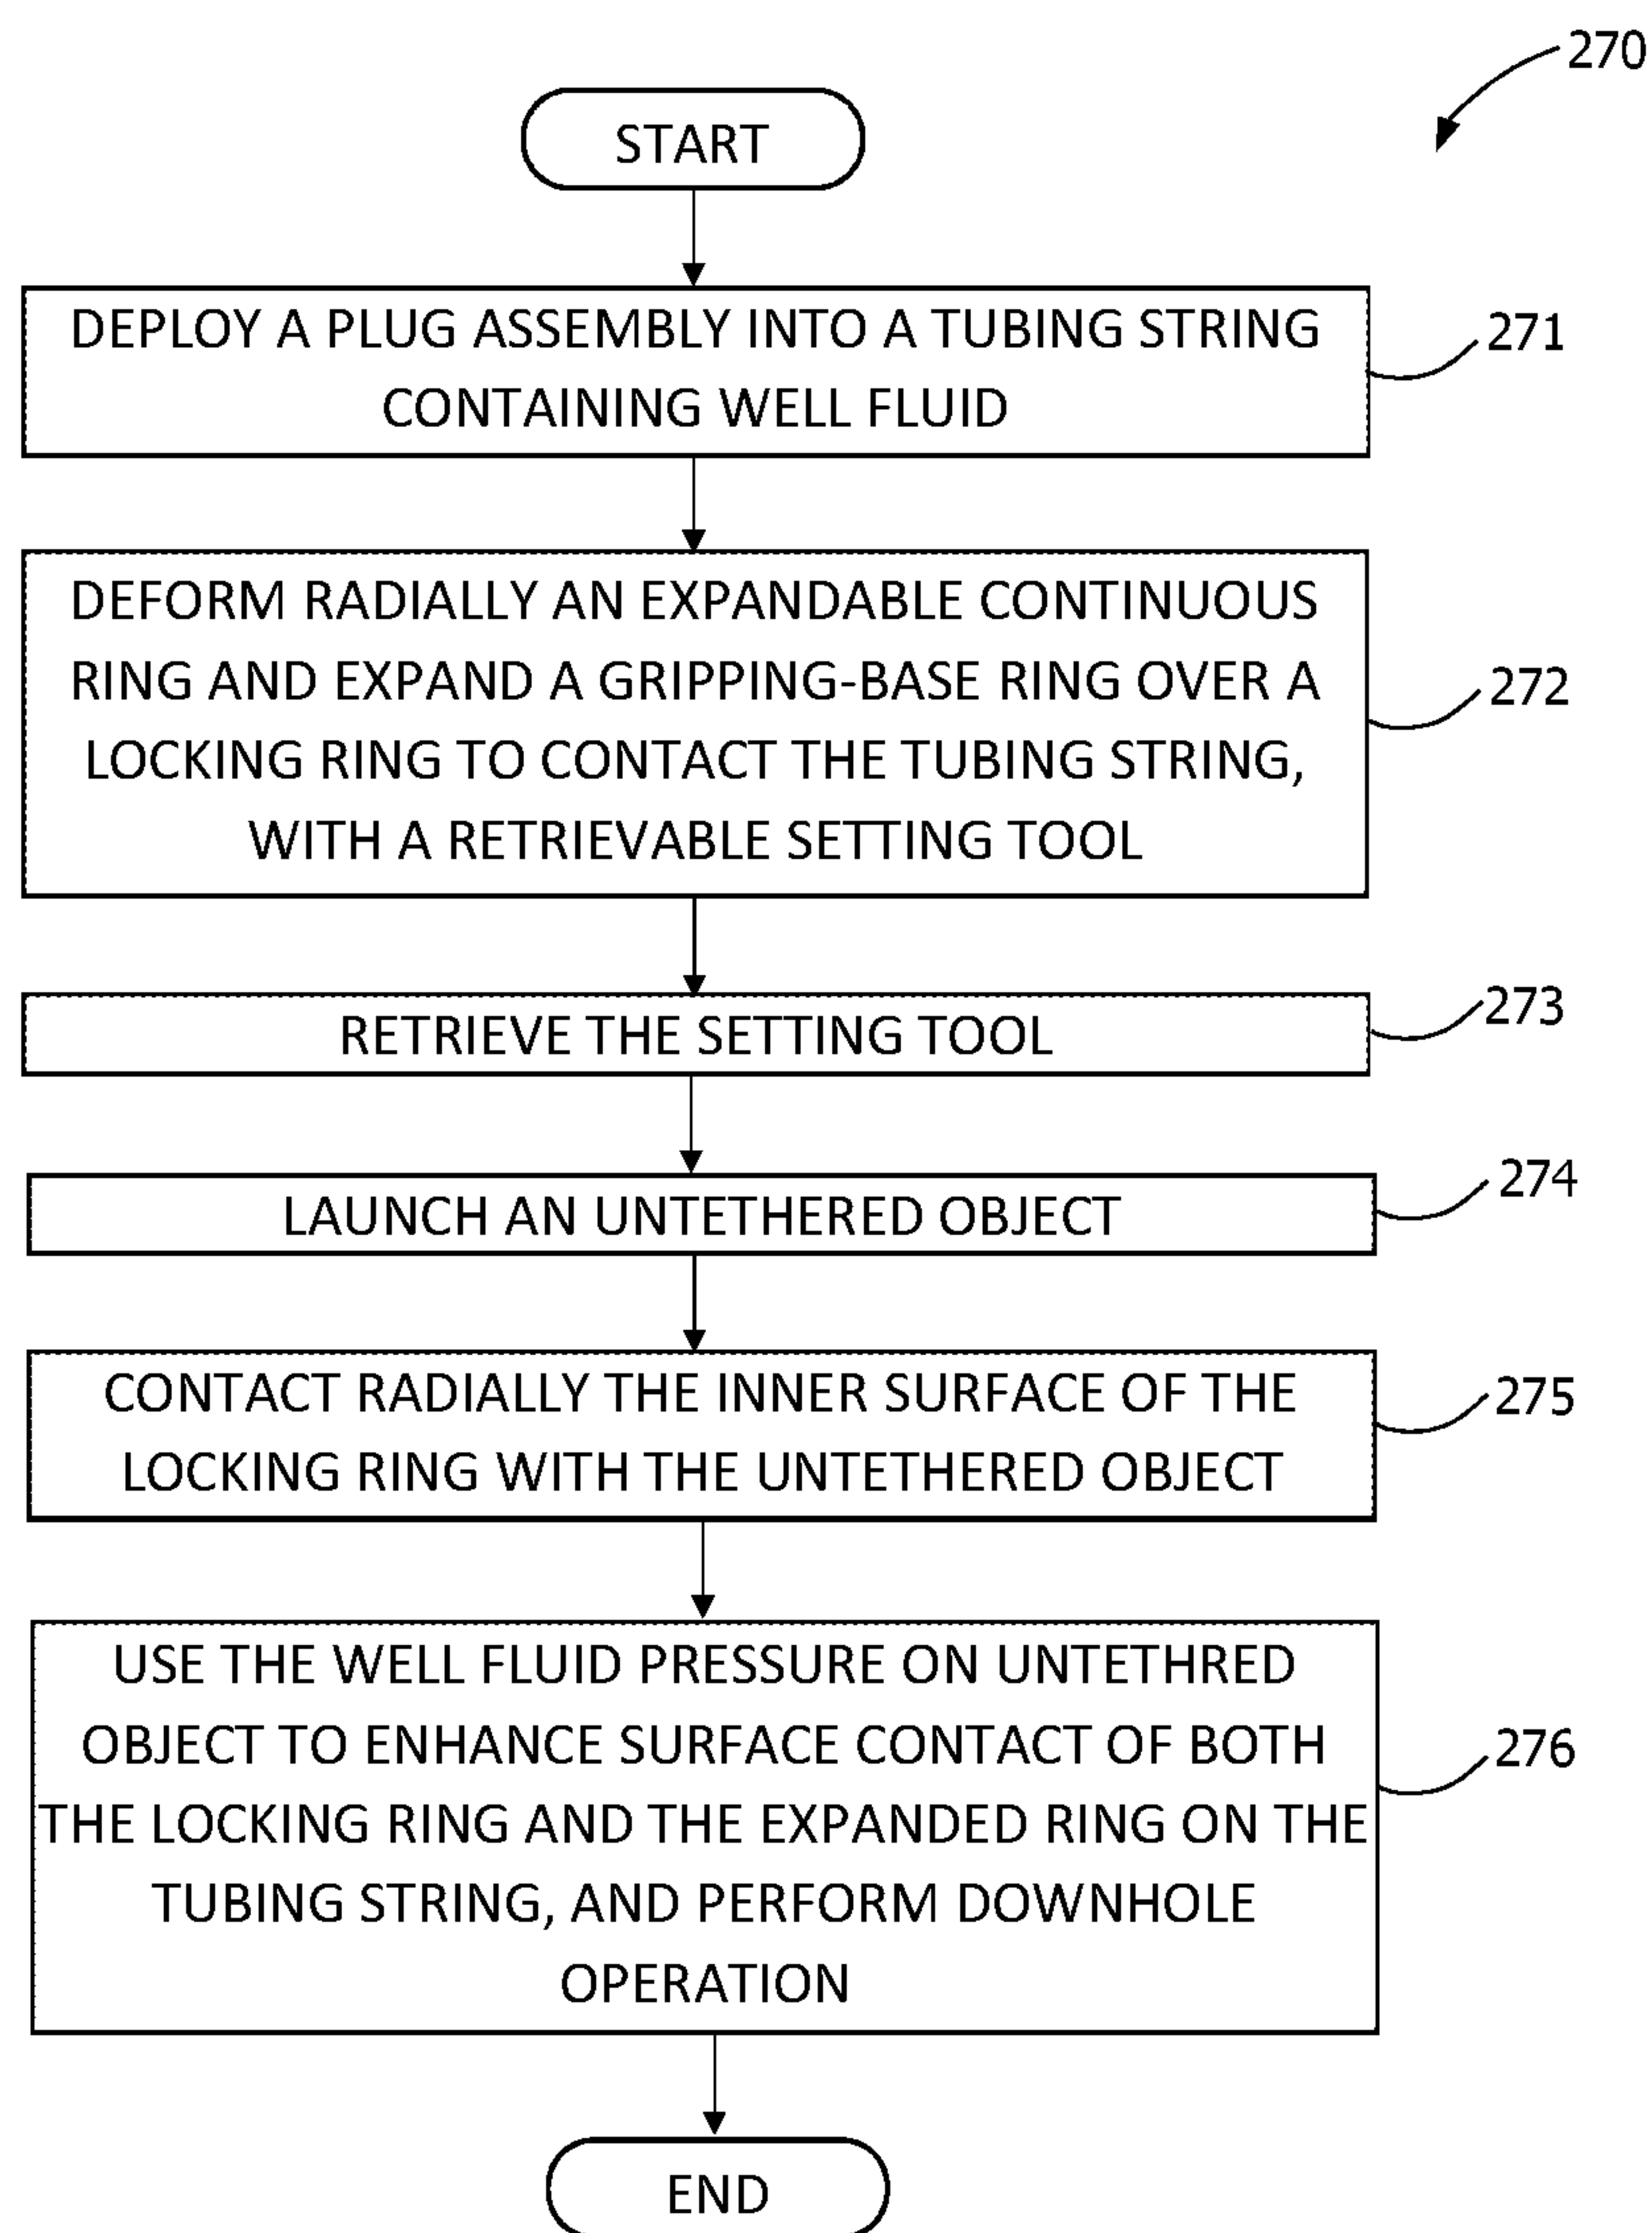 270
START
DEPLOY A PLUG ASSEMBLY INTO A TUBING STRING
CONTAINING WELL FLUID
271
DEFORM RADIALLY AN EXPANDABLE CONTINUOUS
RING AND EXPAND A GRIPPING-BASE RING OVER A
LOCKING RING TO CONTACT THE TUBING STRING,
WITH A RETRIEVABLE SETTING TOOL
272
RETRIEVE THE SETTING TOOL
273
LAUNCH AN UNTETHERED OBJECT
274
CONTACT RADIALLY THE INNER SURFACE OF THE
LOCKING RING WITH THE UNTETHERED OBJECT
275
USE THE WELL FLUID PRESSURE ON UNTETHRED
OBJECT TO ENHANCE SURFACE CONTACT OF BOTH
THE LOCKING RING AND THE EXPANDED RING ON THE
TUBING STRING, AND PERFORM DOWNHOLE
OPERATION
276
END